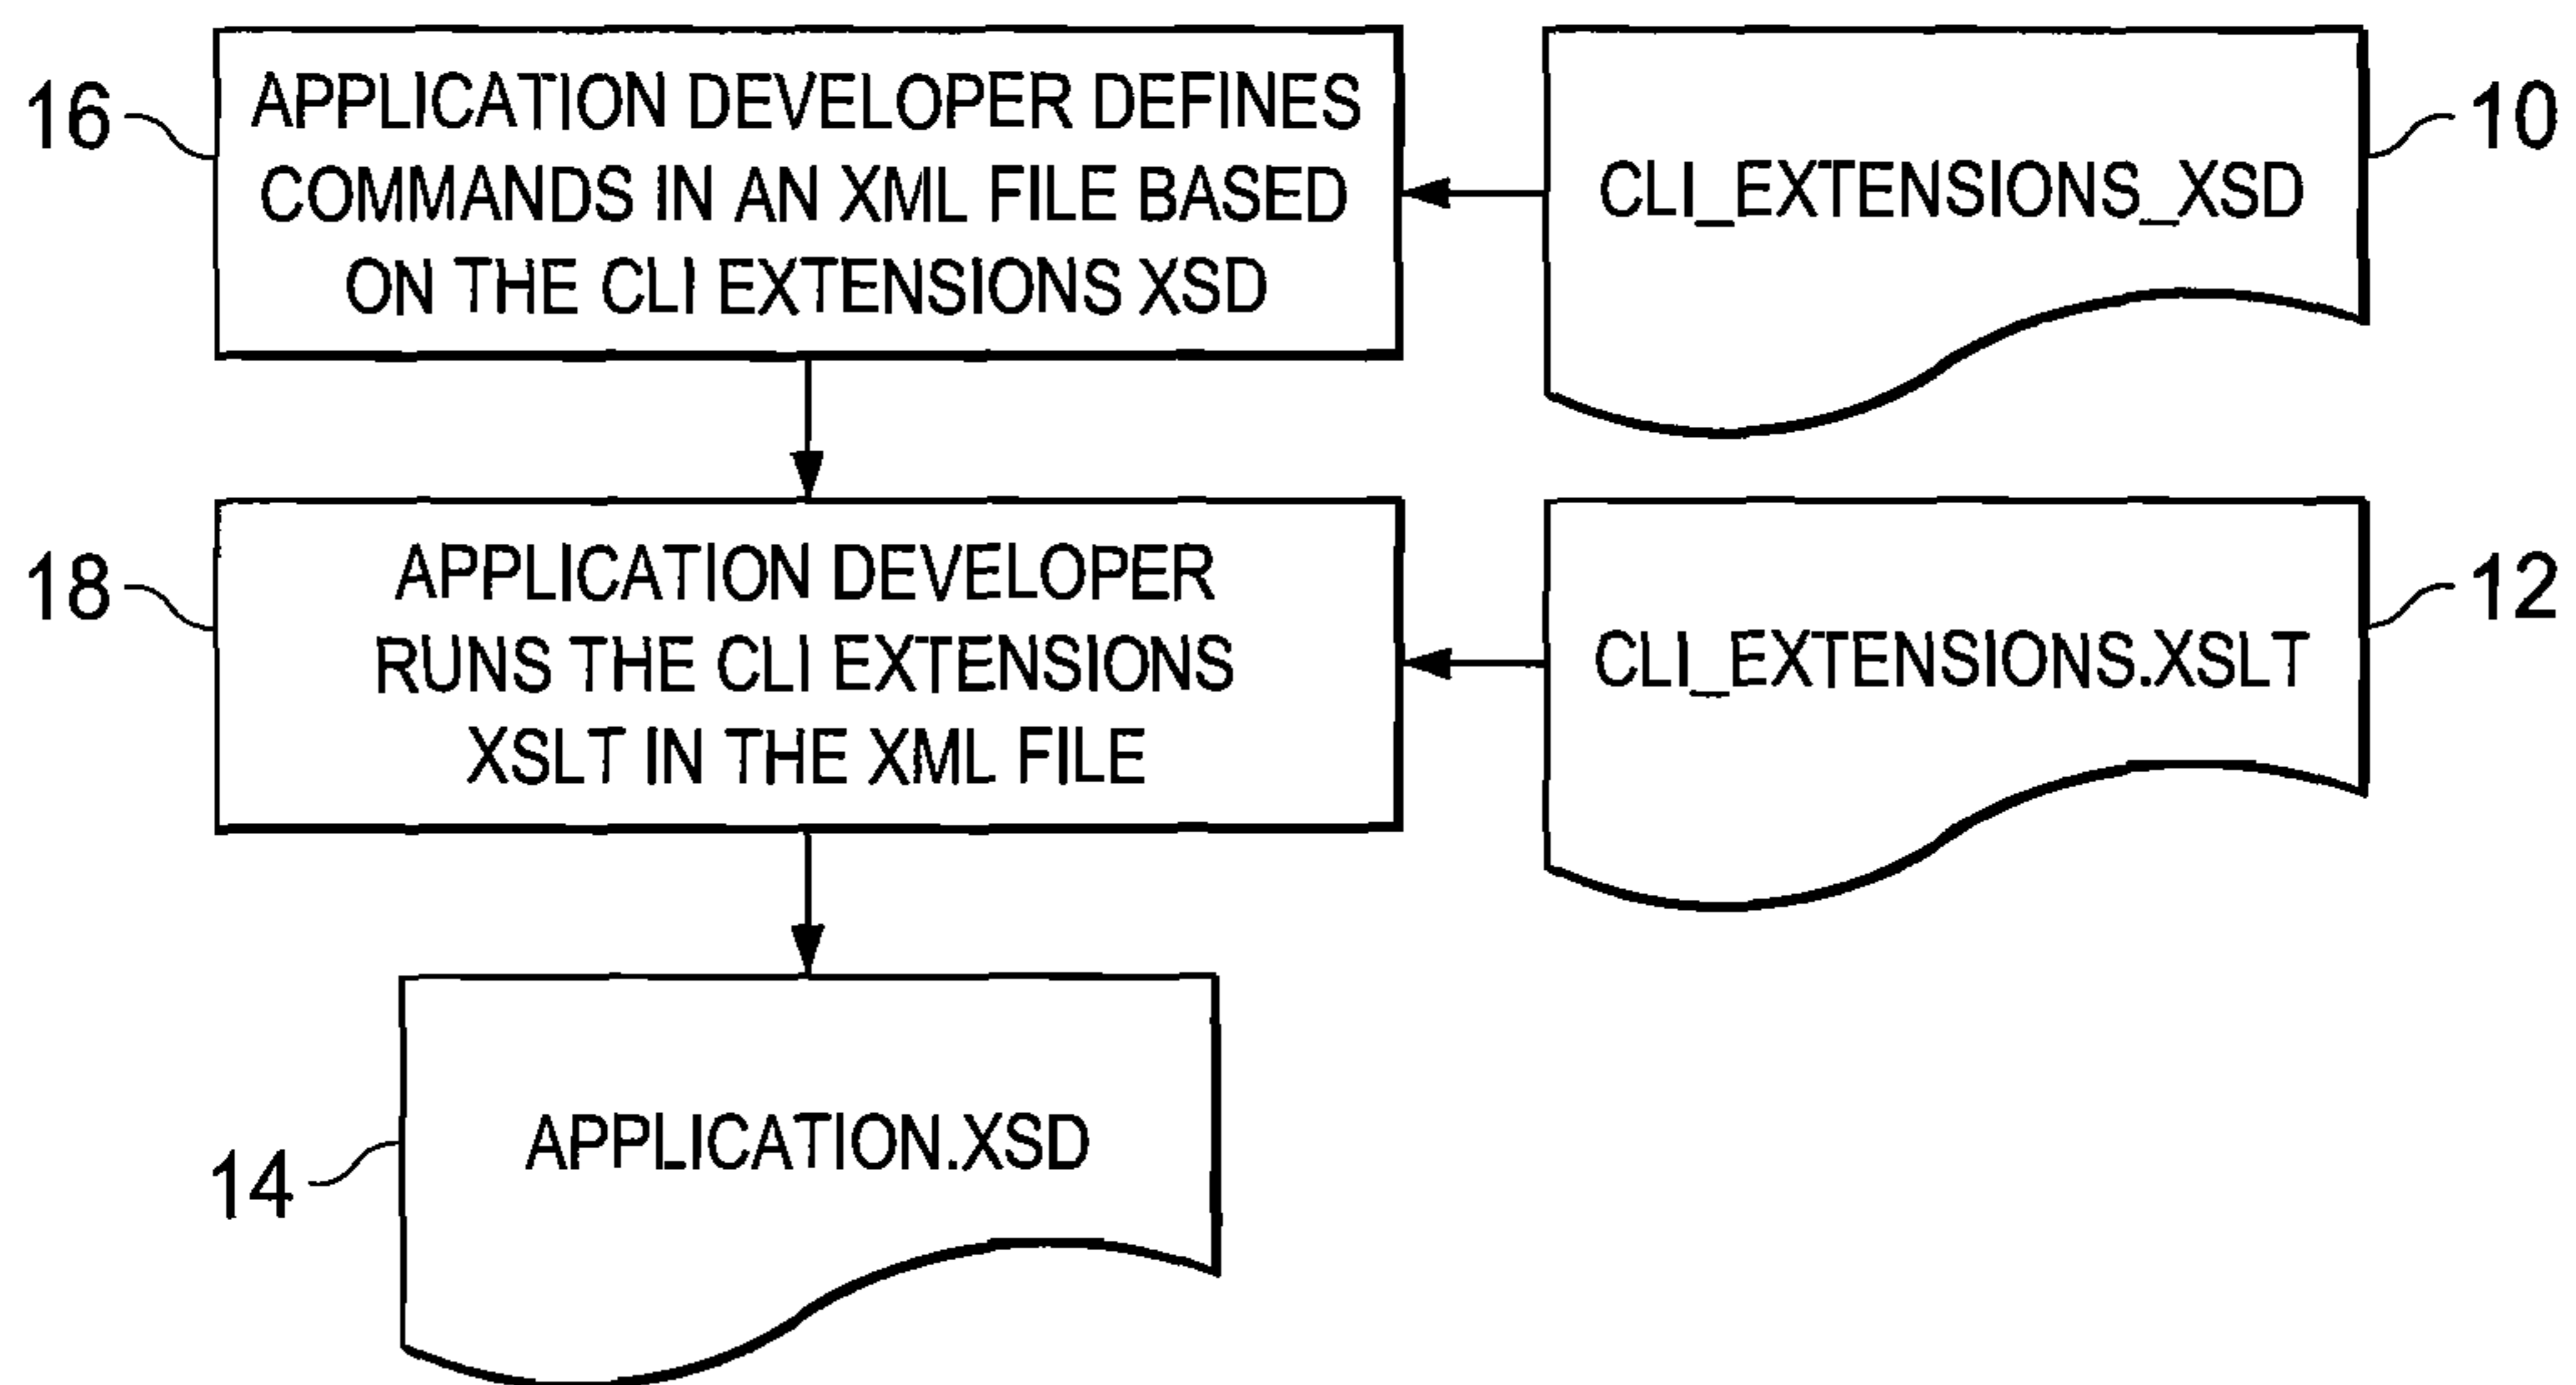 16
APPLICATION DEVELOPER DEFINES
COMMANDS IN AN XML FILE BASED
ON THE CLI EXTENSIONS XSD
CLI_EXTENSIONS_XSD
10
18
APPLICATION DEVELOPER
RUNS THE CLI EXTENSIONS
XSLT IN THE XML FILE
CLI_EXTENSIONS.XSLT
12
14
APPLICATION.XSD